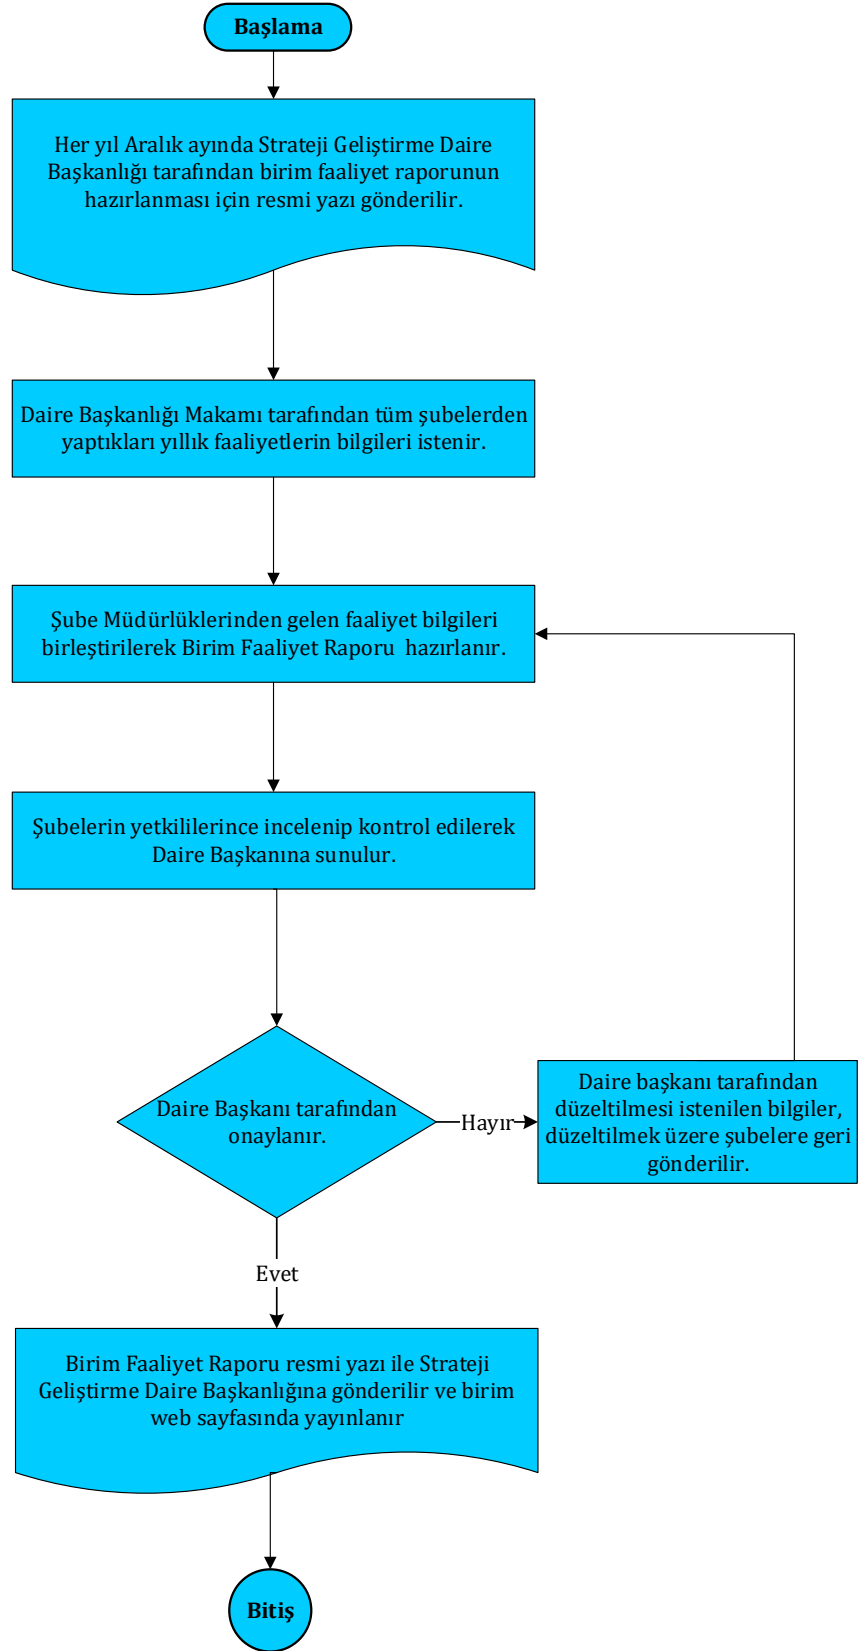 Başlama
Her yıl Aralık ayında Strateji Geliştirme Daire
Başkanlığı tarafından birim faaliyet raporunun
hazırlanması için resmi yazı gönderilir.
Daire Başkanlığı Makamı tarafından tüm şubelerden
yaptıkları yıllık faaliyetlerin bilgileri istenir.
Şube Müdürlüklerinden gelen faaliyet bilgileri
birleştirilerek Birim Faaliyet Raporu  hazırlanır.
Şubelerin yetkililerince incelenip kontrol edilerek
Daire Başkanına sunulur.
Daire Başkanı tarafından
onaylanır.
Hayır
Daire başkanı tarafından
düzeltilmesi istenilen bilgiler,
düzeltilmek üzere şubelere geri
gönderilir.
Evet
Birim Faaliyet Raporu resmi yazı ile Strateji
Geliştirme Daire Başkanlığına gönderilir ve birim
web sayfasında yayınlanır
Bitiş